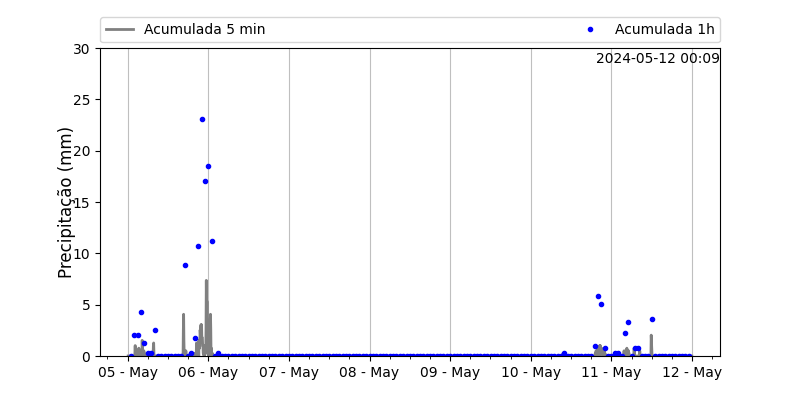 Acumulada 5 min
Acumulada 1h
2024-05-12 00:09
Precipitação (mm)
30
25
20
15
10
5
0
05 - May
06 - May
07 - May
08 - May
09 - May
10 - May
11 - May
12 - May